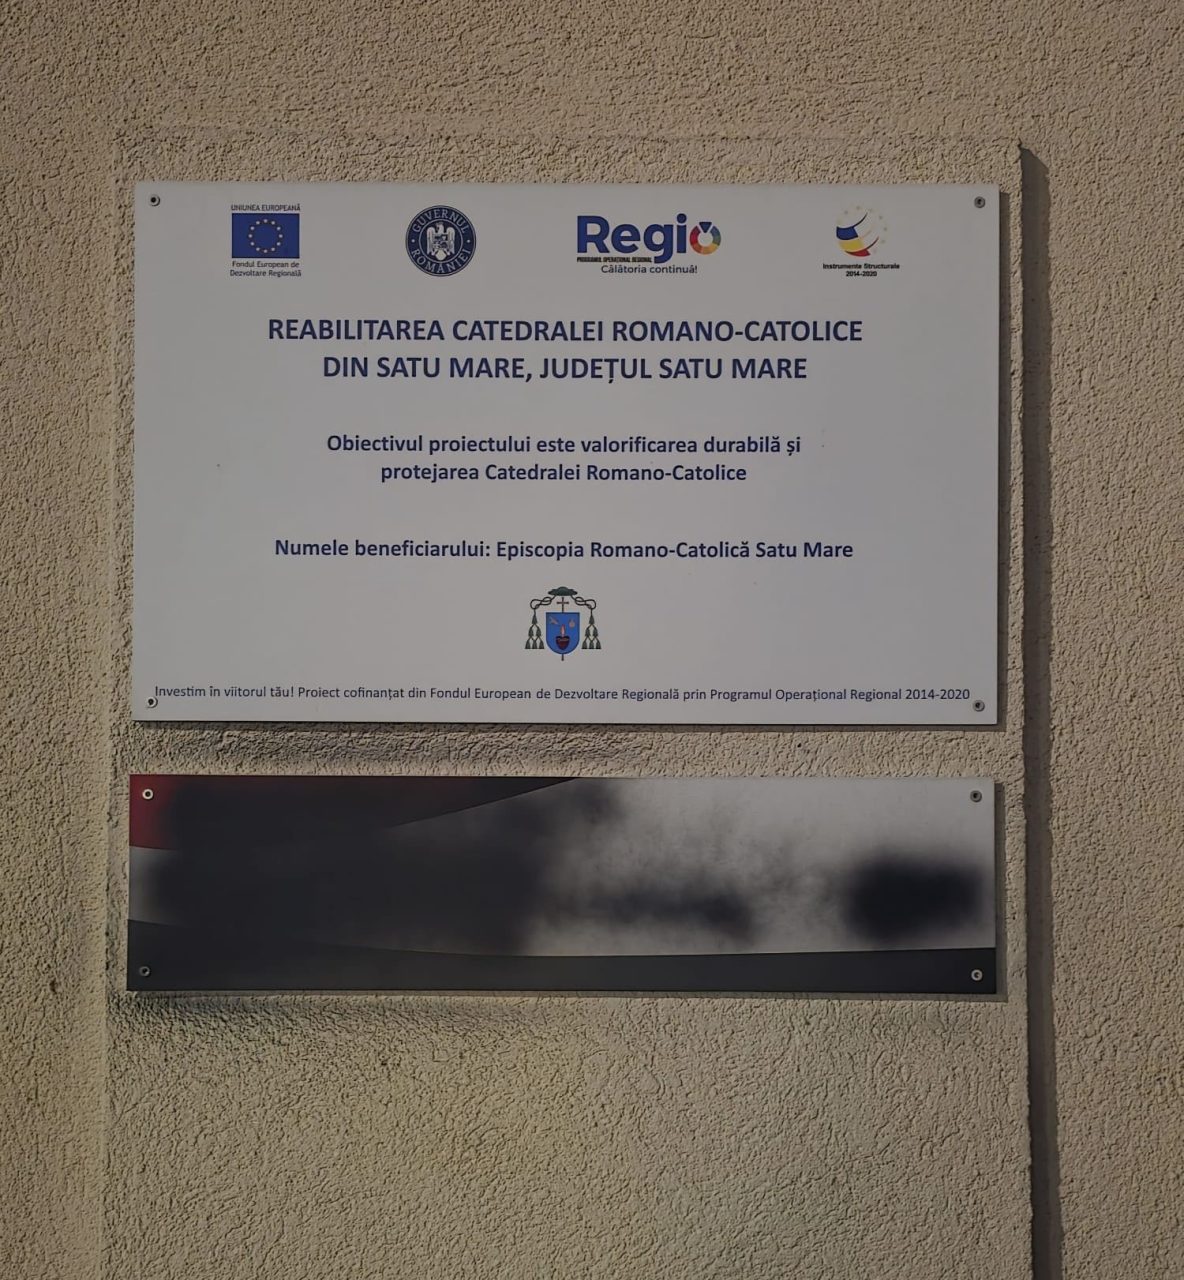 UNIUNEA EUROPEANĂ
Fondul European de
Dezvoltare Regională
GUVERNUL ROMÂNIEI
Regio
PROGRAMUL OPERAȚIONAL REGIONAL
Călătoria continuă!
Instrumente Structurale
2014-2020
REABILITAREA CATEDRALEI ROMANO-CATOLICE
DIN SATU MARE, JUDEȚUL SATU MARE
Obiectivul proiectului este valorificarea durabilă și
protejarea Catedralei Romano-Catolice
Numele beneficiarului: Episcopia Romano-Catolică Satu Mare
Investim în viitorul tău! Proiect cofinanțat din Fondul European de Dezvoltare Regională prin Programul Operațional Regional 2014-2020